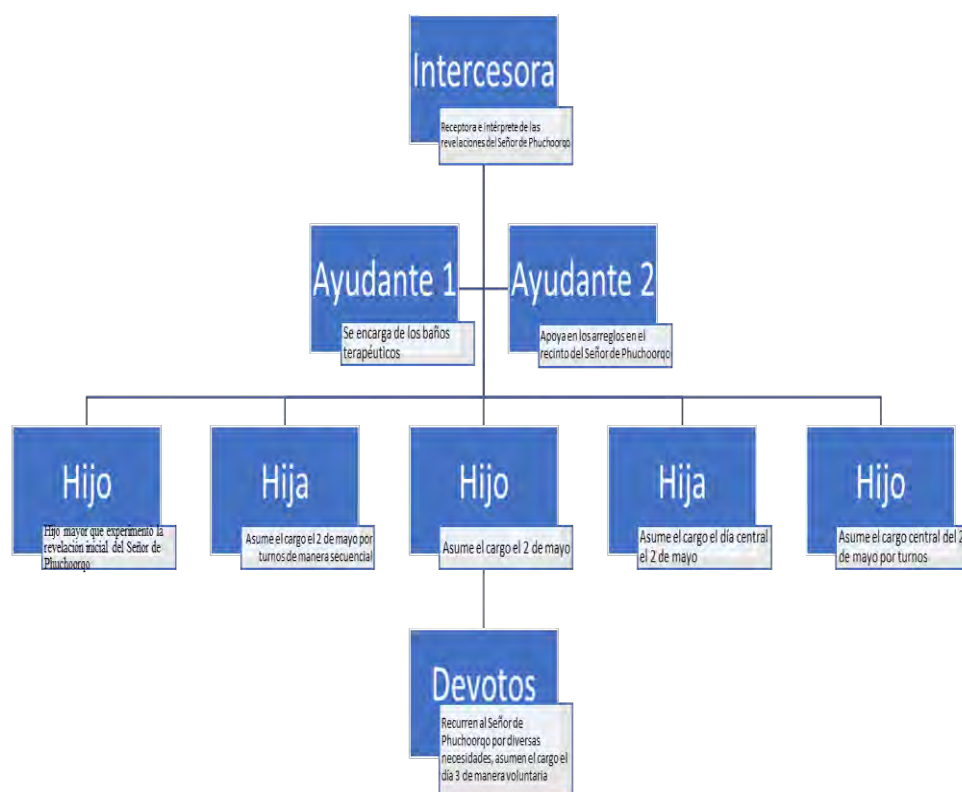 Intercesora
Receptora e intérprete de las
revelaciones del Señor de Phuchoorqo
Ayudante 1
Se encarga de los baños
terapéuticos
Ayudante 2
Apoya en los arreglos en el
recinto del Señor de Phuchoorqo
Hijo
Hijo mayor que experimentó la
revelación inicial del Señor de
Phuchoorqo
Hija
Asume el cargo el 2 de mayo por
turnos de manera secuencial
Hijo
Asume el cargo el 2 de mayo
Hija
Asume el cargo el día central
el 2 de mayo
Hijo
Asume el cargo central del 2
de mayo por turnos
Devotos
Recurren al Señor de
Phuchoorqo por diversas
necesidades, asumen el cargo el
día 3 de manera voluntaria